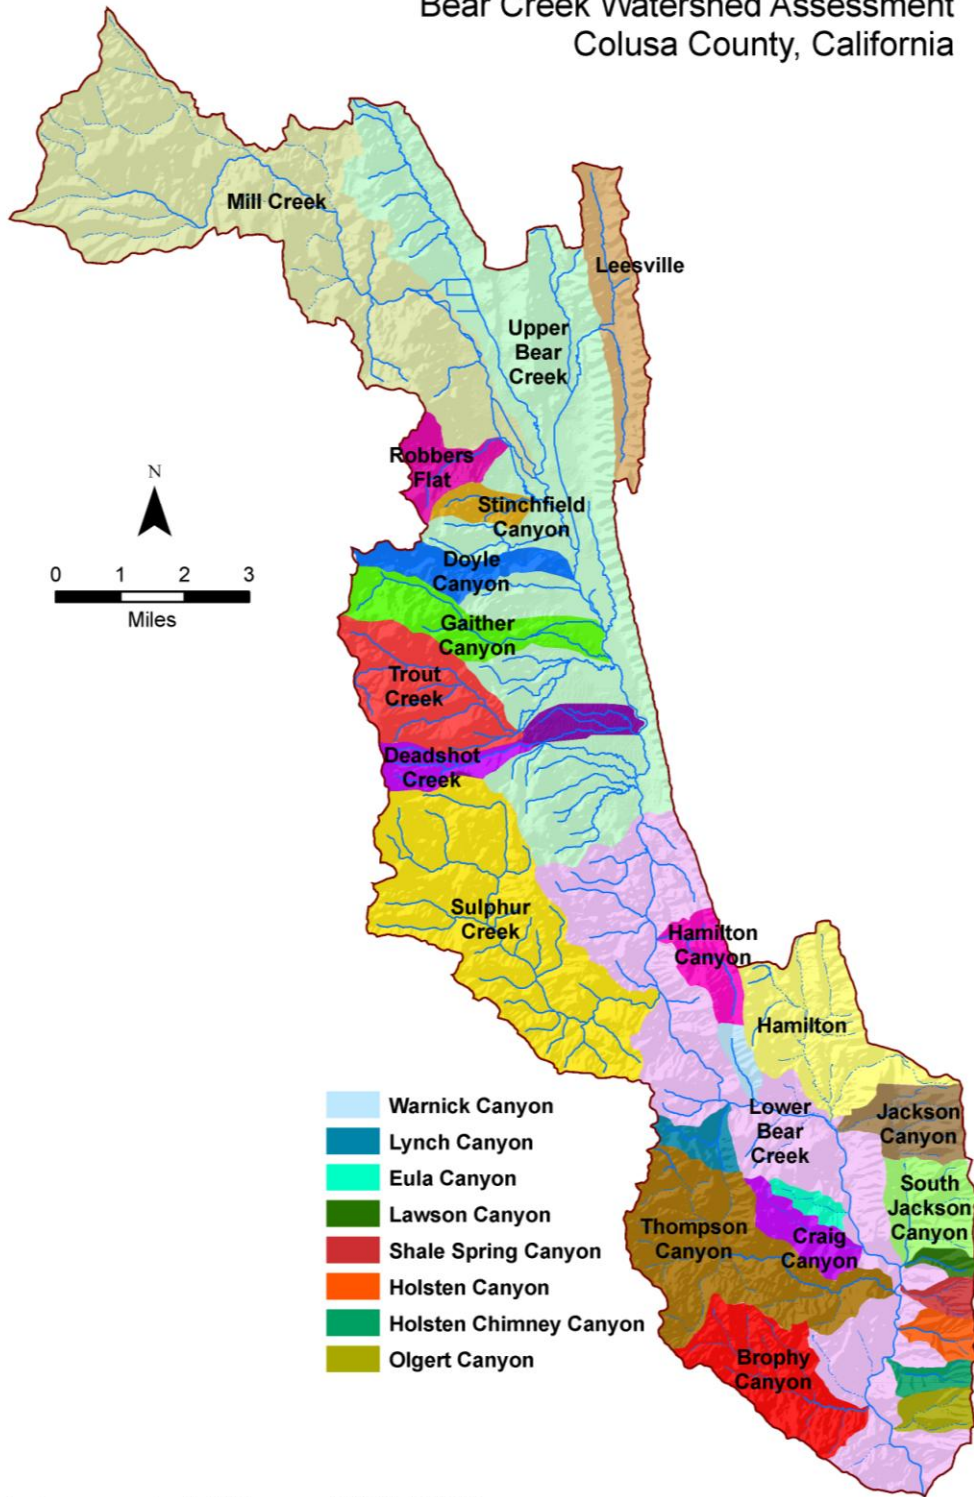 Bear Creek Watershed Assessment
Colusa County, California
Mill Creek
Leesville
Upper
Bear
Creek
Robbers
Flat
N
Stinchfield
Canyon
Doyle
Canyon
0 1 2 3
Miles
Gaither
Canyon
Trout
Creek
Deadshot
Creek
Sulphur
Creek
Hamilton
Canyon
Hamilton
Lower
Bear
Creek
Jackson
Canyon
South
Jackson
Canyon
Thompson
Canyon
Craig
Canyon
Brophy
Canyon
Warnick Canyon
Lynch Canyon
Eula Canyon
Lawson Canyon
Shale Spring Canyon
Holsten Canyon
Holsten Chimney Canyon
Olgert Canyon